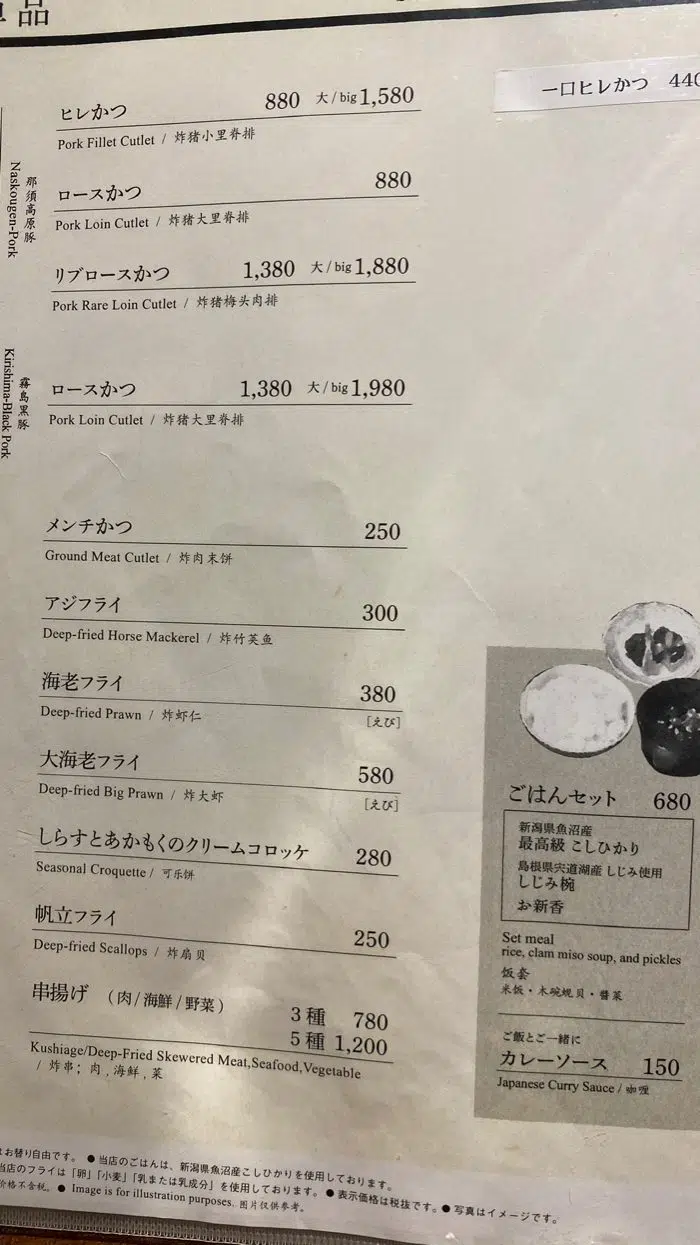 品
一口ヒレかつ 440
那須高原豚
Naskougen-Pork
ヒレかつ 880 大/big 1,580
Pork Fillet Cutlet / 炸猪小里脊排
ロースかつ 880
Pork Loin Cutlet / 炸猪大里脊排
リブロースかつ 1,380 大/big 1,880
Pork Rare Loin Cutlet / 炸猪梅头肉排
霧島黒豚
Kirishima-Black Pork
ロースかつ 1,380 大/big 1,980
Pork Loin Cutlet / 炸猪大里脊排
メンチかつ 250
Ground Meat Cutlet / 炸肉末饼
アジフライ 300
Deep-fried Horse Mackerel / 炸竹荚鱼
海老フライ 380
Deep-fried Prawn / 炸虾仁 [えび]
大海老フライ 580
Deep-fried Big Prawn / 炸大虾 [えび]
しらすとあかもくのクリームコロッケ 280
Seasonal Croquette / 可乐饼
帆立フライ 250
Deep-fried Scallops / 炸扇贝
串揚げ (肉/海鮮/野菜) 3種 780
5種 1,200
Kushiage/Deep-Fried Skewered Meat,Seafood,Vegetable
/ 炸串; 肉,海鲜,菜
ごはんセット 680
新潟県魚沼産
最高級 こしひかり
島根県宍道湖産 しじみ使用
しじみ椀
お新香
Set meal
rice, clam miso soup, and pickles
饭套
米饭・木碗蚬贝・酱菜
ご飯とご一緒に
カレーソース 150
Japanese Curry Sauce / 咖喱
お替り自由です。 ●当店のごはんは、新潟県魚沼産こしひかりを使用しております。
当店のフライは「卵」「小麦」「乳または乳成分」を使用しております。 ●表示価格は税抜です。 ●写真はイメージです。
价格不含税。 ● Image is for illustration purposes. 图片仅供参考。